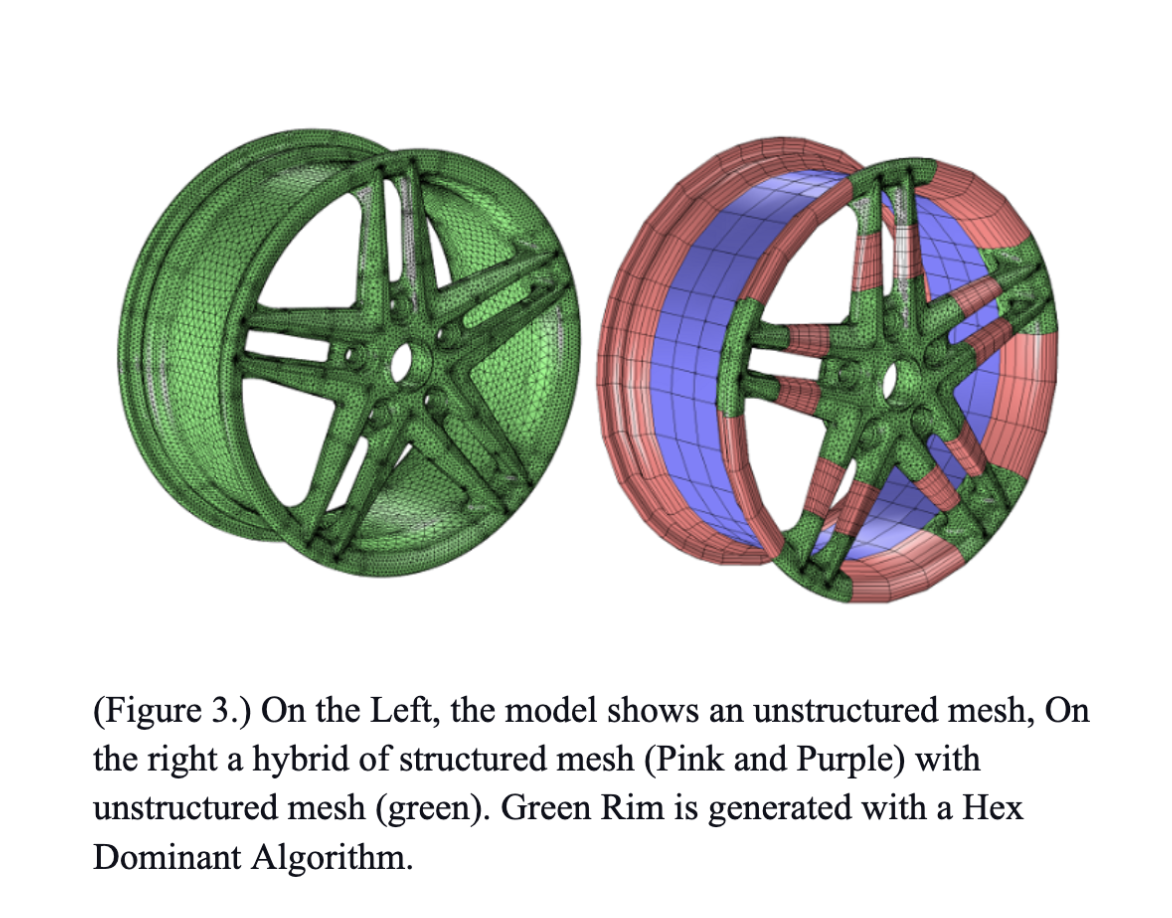 (Figure 3.) On the Left, the model shows an unstructured mesh, On
the right a hybrid of structured mesh (Pink and Purple) with
unstructured mesh (green). Green Rim is generated with a Hex
Dominant Algorithm.